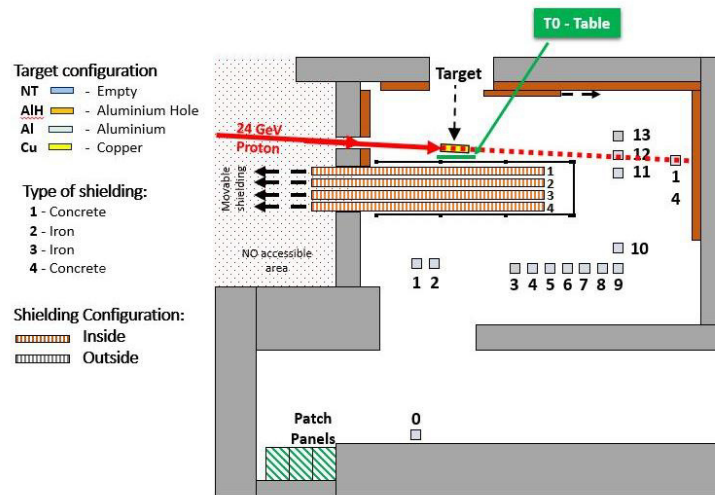 T0 - Table
Target configuration
NT - Empty
AlH - Aluminium Hole
Al - Aluminium
Cu - Copper
Target
24 GeV
Proton
13
12
11
1
4
Type of shielding:
1 - Concrete
2 - Iron
3 - Iron
4 - Concrete
Movable
shielding
1
2
3
4
NO accessible
area
10
1 2 3 4 5 6 7 8 9
Shielding Configuration:
Inside
Outside
Patch
Panels
0